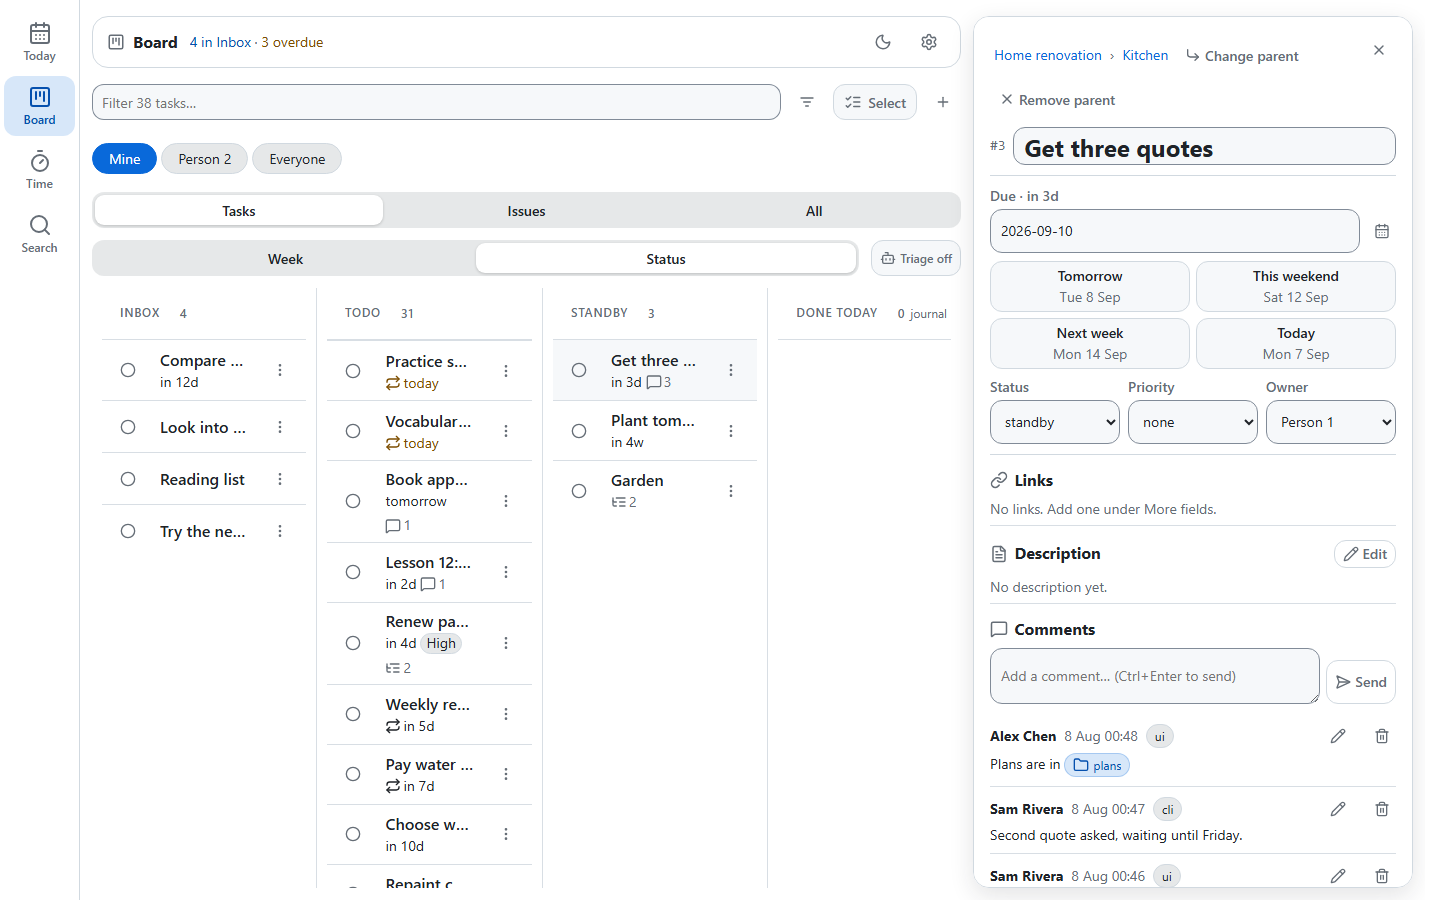 Today
Board
Time
Search
Board 4 in Inbox · 3 overdue
Filter 38 tasks...
Select
Mine Person 2 Everyone
Tasks Issues All
Week Status
Triage off
INBOX 4
Compare ...
in 12d
Look into ...
Reading list
Try the ne...
TODO 31
Practice s...
today
Vocabular...
today
Book app...
tomorrow
1
Lesson 12:...
in 2d 1
Renew pa...
in 4d High
2
Weekly re...
in 5d
Pay water ...
in 7d
Choose w...
in 10d
Repaint c...
STANDBY 3
Get three ...
in 3d 3
Plant tom...
in 4w
Garden
2
DONE TODAY 0 journal
Home renovation › Kitchen Change parent
Remove parent
#3 Get three quotes
Due · in 3d
2026-09-10
Tomorrow
Tue 8 Sep
This weekend
Sat 12 Sep
Next week
Mon 14 Sep
Today
Mon 7 Sep
Status Priority Owner
standby none Person 1
Links
No links. Add one under More fields.
Description Edit
No description yet.
Comments
Add a comment... (Ctrl+Enter to send)
Send
Alex Chen 8 Aug 00:48 ui
Plans are in plans
Sam Rivera 8 Aug 00:47 cli
Second quote asked, waiting until Friday.
Sam Rivera 8 Aug 00:46 ui